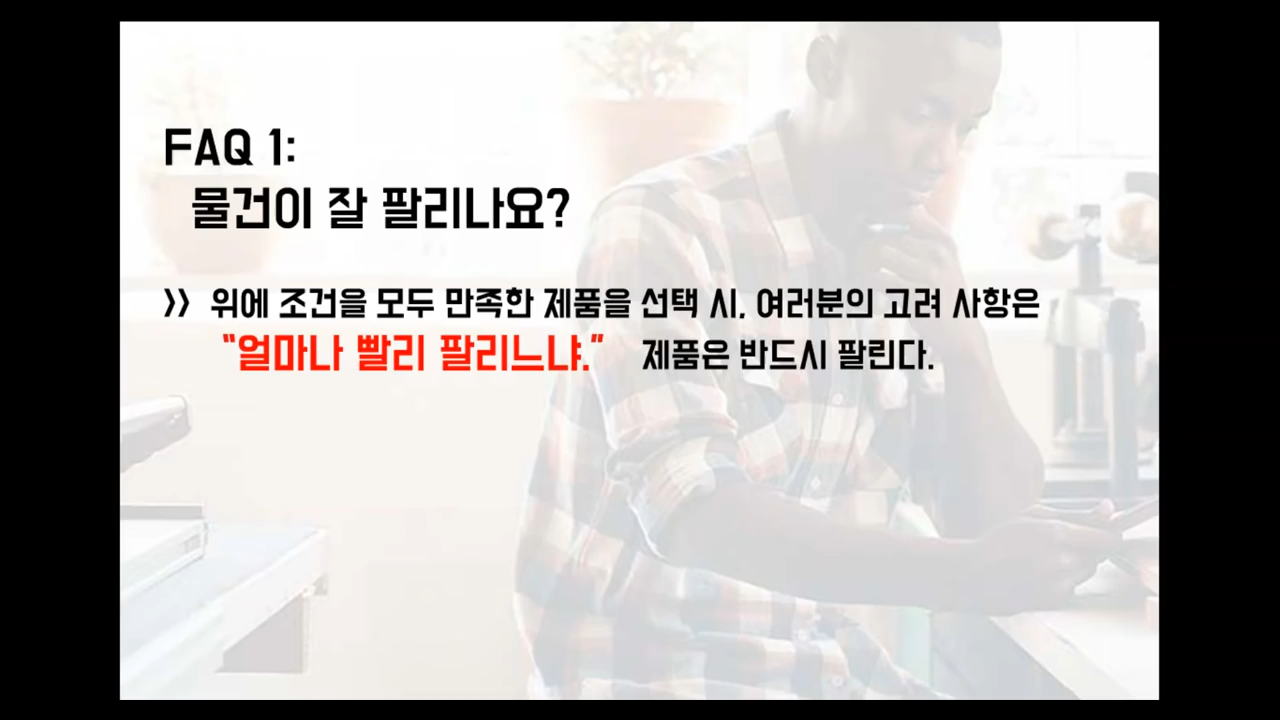 FAQ 1:
물건이 잘 팔리나요?
>> 위에 조건을 모두 만족한 제품을 선택 시, 여러분의 고려 사항은
"얼마나 빨리 팔리느냐." 제품은 반드시 팔린다.